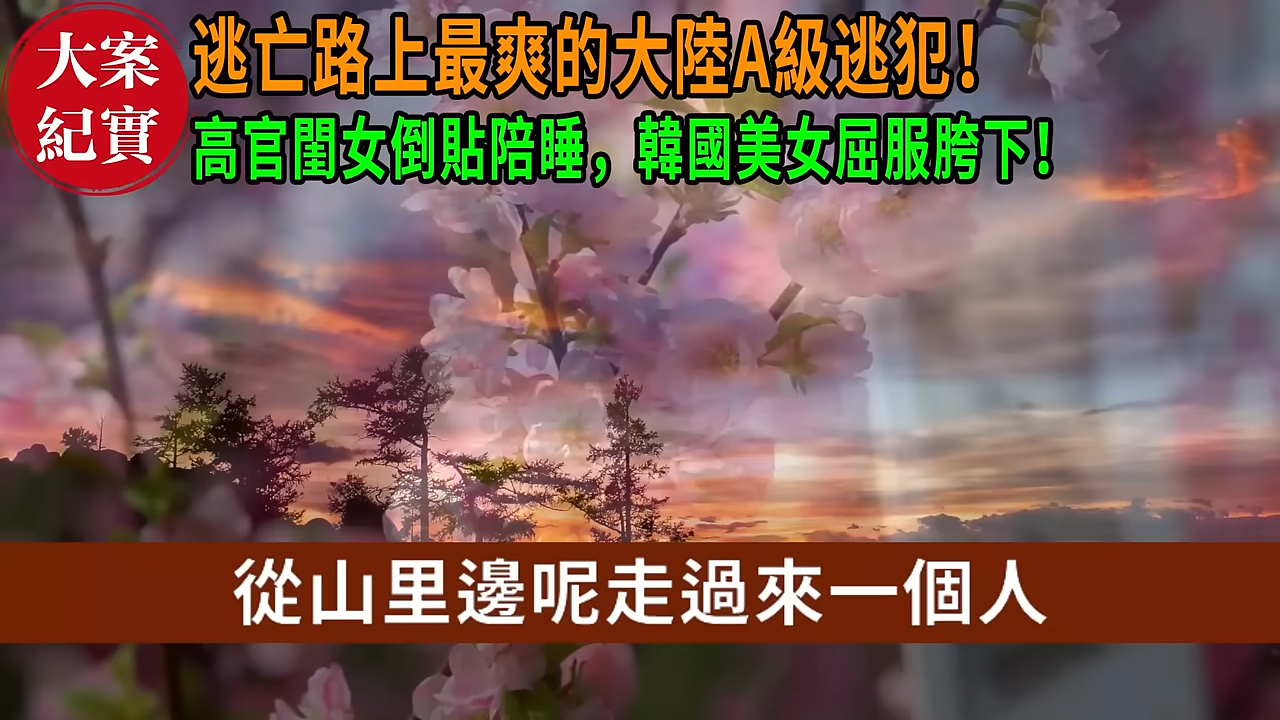 大案
紀實
逃亡路上最爽的大陸A級逃犯！
高官閨女倒貼陪睡，韓國美女屈服胯下！
從山里邊呢走過來一個人